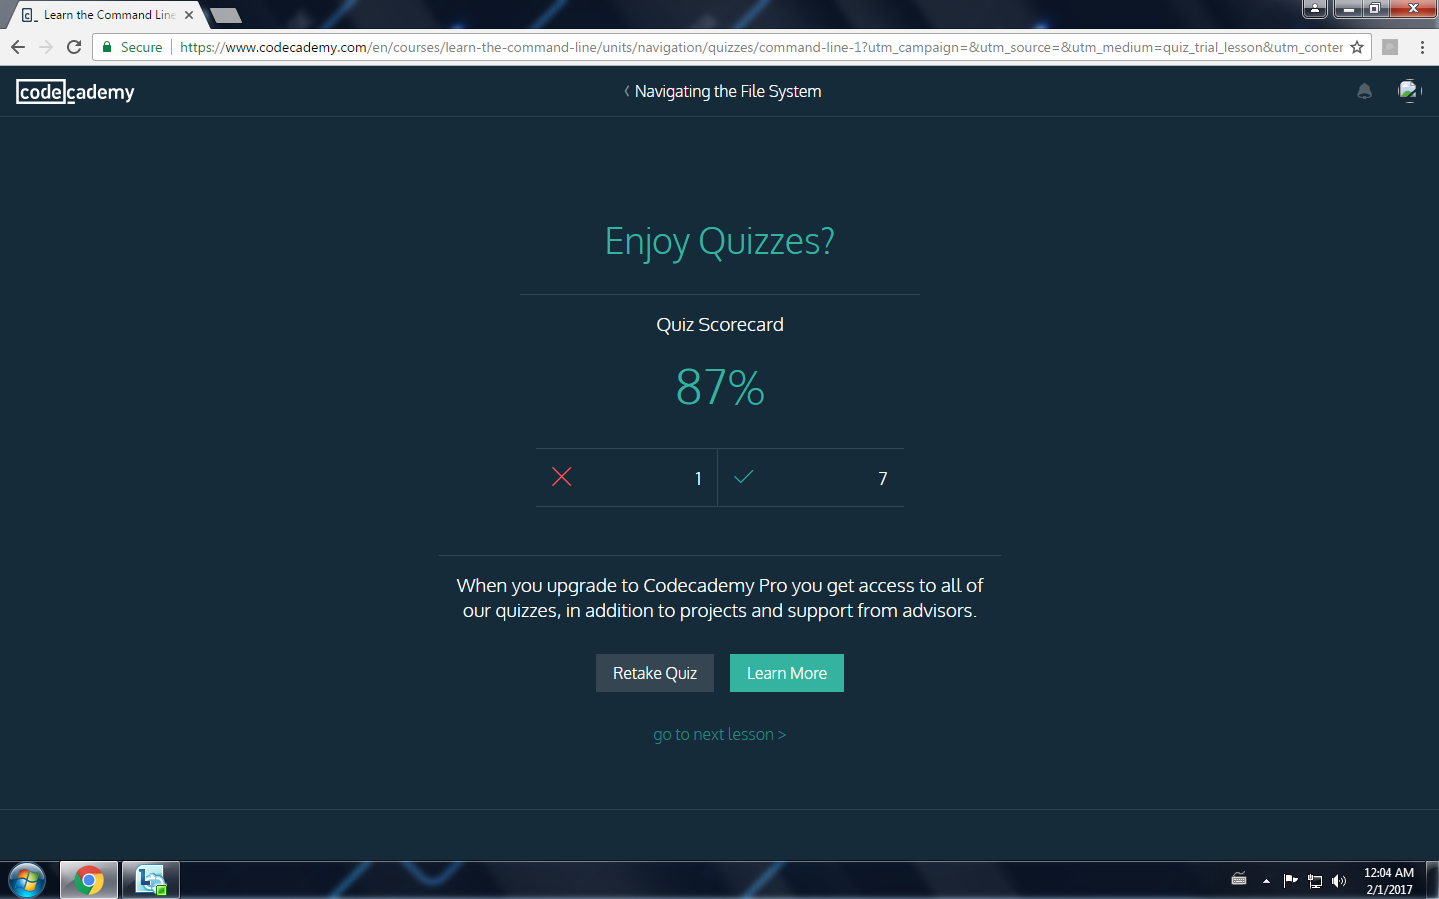 Learn the Command Line
Secure
https://www.codecademy.com/en/courses/learn-the-command-line/units/navigation/quizzes/command-line-1?utm_campaign=&utm_source=&utm_medium=quiz_trial_lesson&utm_conter
codecademy
Navigating the File System
Enjoy Quizzes?
Quiz Scorecard
87%
1
7
When you upgrade to Codecademy Pro you get access to all of
our quizzes, in addition to projects and support from advisors.
Retake Quiz
Learn More
go to next lesson >
12:04 AM
2/1/2017